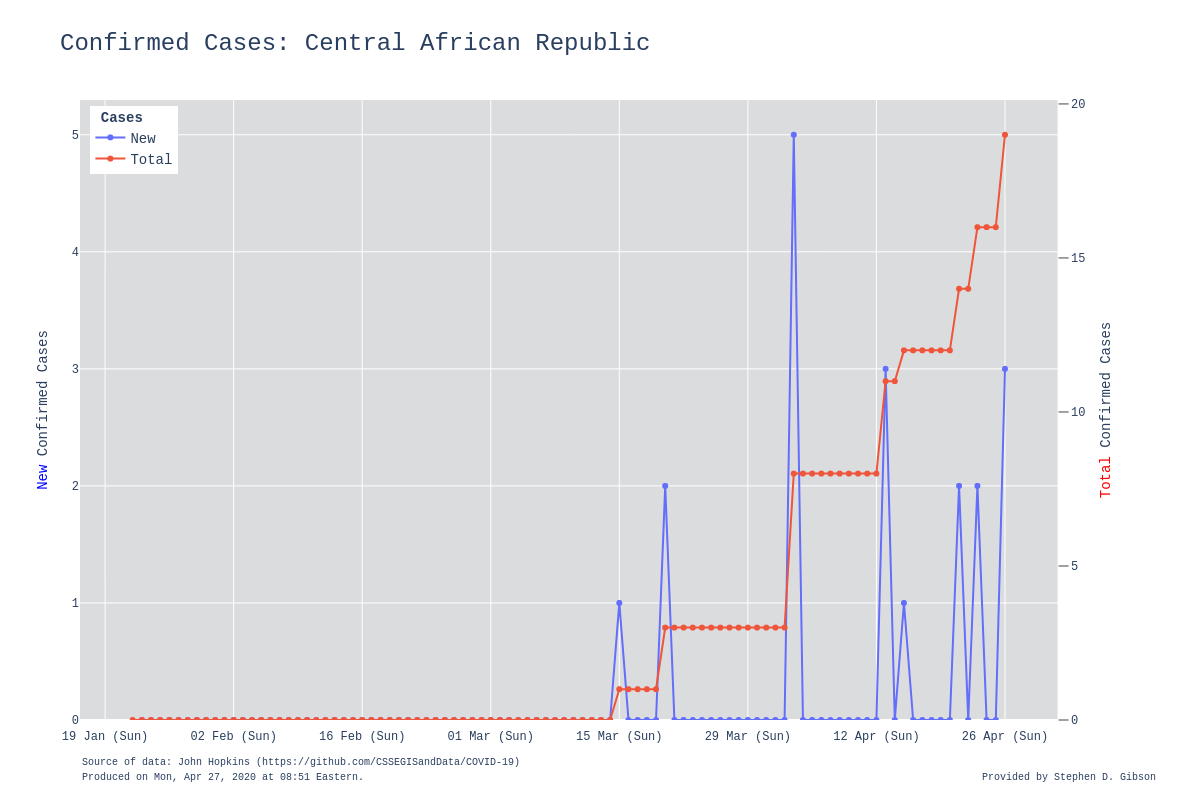 Confirmed Cases: Central African Republic
Cases
New
Total
5
4
3
2
1
0
New Confirmed Cases
20
15
10
5
0
Total Confirmed Cases
19 Jan (Sun) 02 Feb (Sun) 16 Feb (Sun) 01 Mar (Sun) 15 Mar (Sun) 29 Mar (Sun) 12 Apr (Sun) 26 Apr (Sun)
Source of data: John Hopkins (https://github.com/CSSEGISandData/COVID-19)
Produced on Mon, Apr 27, 2020 at 08:51 Eastern.
Provided by Stephen D. Gibson